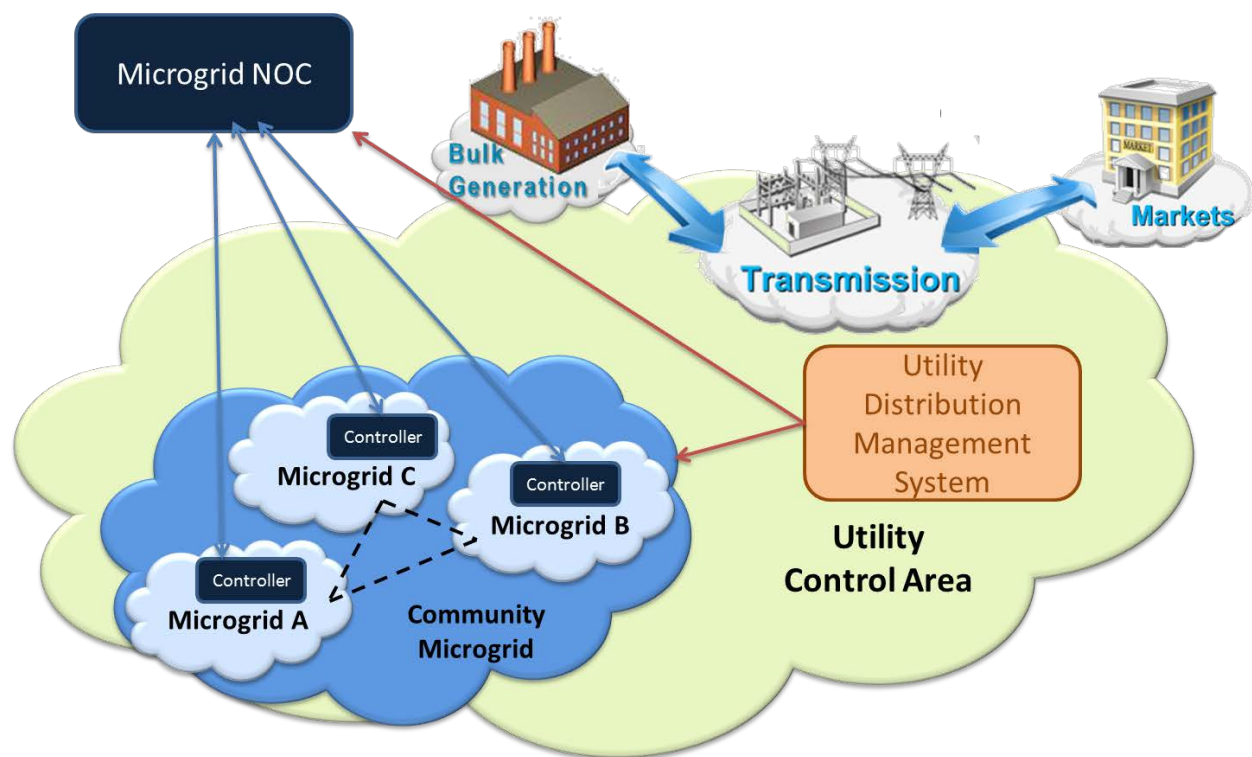 Microgrid NOC
Bulk
Generation
MARKET
Markets
Transmission
Utility
Distribution
Management
System
Controller
Microgrid C
Controller
Microgrid B
Utility
Control Area
Controller
Microgrid A
Community
Microgrid